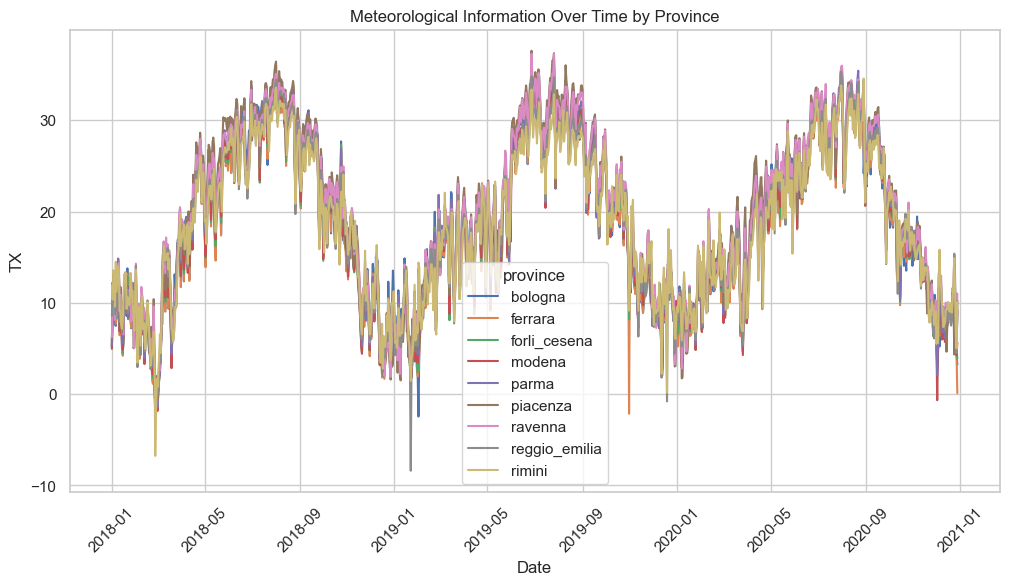 Meteorological Information Over Time by Province
TX
30
20
10
0
−10
province
bologna
ferrara
forli_cesena
modena
parma
piacenza
ravenna
reggio_emilia
rimini
2018-01
2018-05
2018-09
2019-01
2019-05
2019-09
2020-01
2020-05
2020-09
2021-01
Date